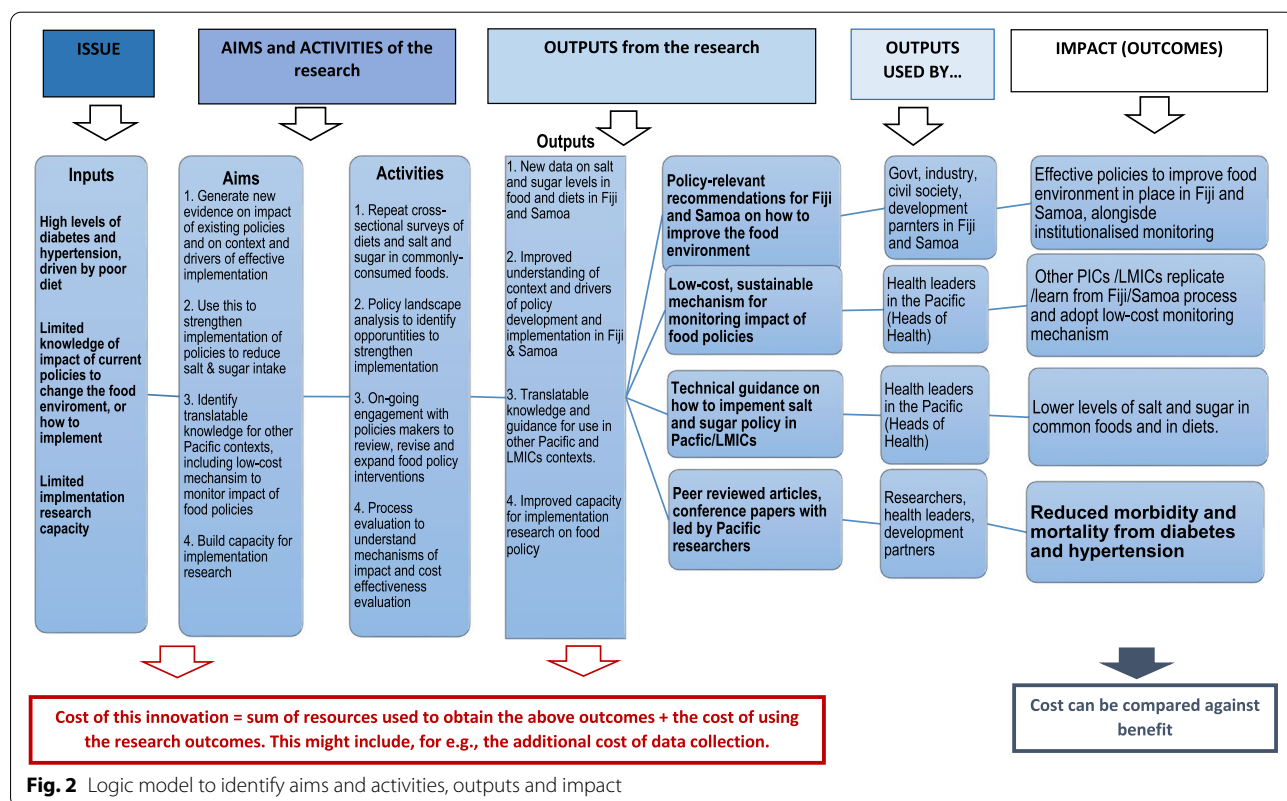 ISSUE
AIMS and ACTIVITIES of the
research
OUTPUTS from the research
OUTPUTS
USED BY...
IMPACT (OUTCOMES)
Inputs
High levels of
diabetes and
hypertension,
driven by poor
diet
Limited
knowledge of
impact of current
policies to
change the food
enviroment, or
how to
implement
Limited
implmentation
research
capacity
Aims
1. Generate new
evidence on impact
of existing policies
and on context and
drivers of effective
implementation
2. Use this to
strengthen
implementation of
policies to reduce
salt & sugar intake
3. Identify
translatable
knowledge for other
Pacific contexts,
including low-cost
mechansim to
monitor impact of
food policies
4. Build capacity for
implementation
research
Activities
1. Repeat cross-
sectional surveys of
diets and salt and
sugar in commonly-
consumed foods.
2. Policy landscape
analysis to identify
opporuntities to
strengthen
implementation
3. On-going
engagement with
policies makers to
review, revise and
expand food policy
interventions
4. Process
evaluation to
understand
mechanisms of
impact and cost
effectiveness
evaluation
Outputs
1. New data on salt
and sugar levels in
food and diets in Fiji
and Samoa
2. Improved
understanding of
context and drivers
of policy
development and
implementation in Fiji
& Samoa
3. Translatable
knowledge and
guidance for use in
other Pacific and
LMICs contexts.
4. Improved capacity
for implementation
research on food
policy
Policy-relevant
recommendations for Fiji
and Samoa on how to
improve the food
environment
Low-cost, sustainable
mechanism for
monitoring impact of
food policies
Technical guidance on
how to impement salt
and sugar policy in
Pacfic/LMICs
Peer reviewed articles,
conference papers with
led by Pacific
researchers
Govt, industry,
civil society,
development
parnters in Fiji
and Samoa
Health leaders
in the Pacific
(Heads of
Health)
Health leaders
in the Pacific
(Heads of
Health)
Researchers,
health leaders,
development
partners
Effective policies to improve food
environment in place in Fiji and
Samoa, alongisde
institutionalised monitoring
Other PICs /LMICs replicate
/learn from Fiji/Samoa process
and adopt low-cost monitoring
mechanism
Lower levels of salt and sugar in
common foods and in diets.
Reduced morbidity and
mortality from diabetes
and hypertension
Cost of this innovation = sum of resources used to obtain the above outcomes + the cost of using
the research outcomes. This might include, for e.g., the additional cost of data collection.
Cost can be compared against
benefit
Fig. 2 Logic model to identify aims and activities, outputs and impact